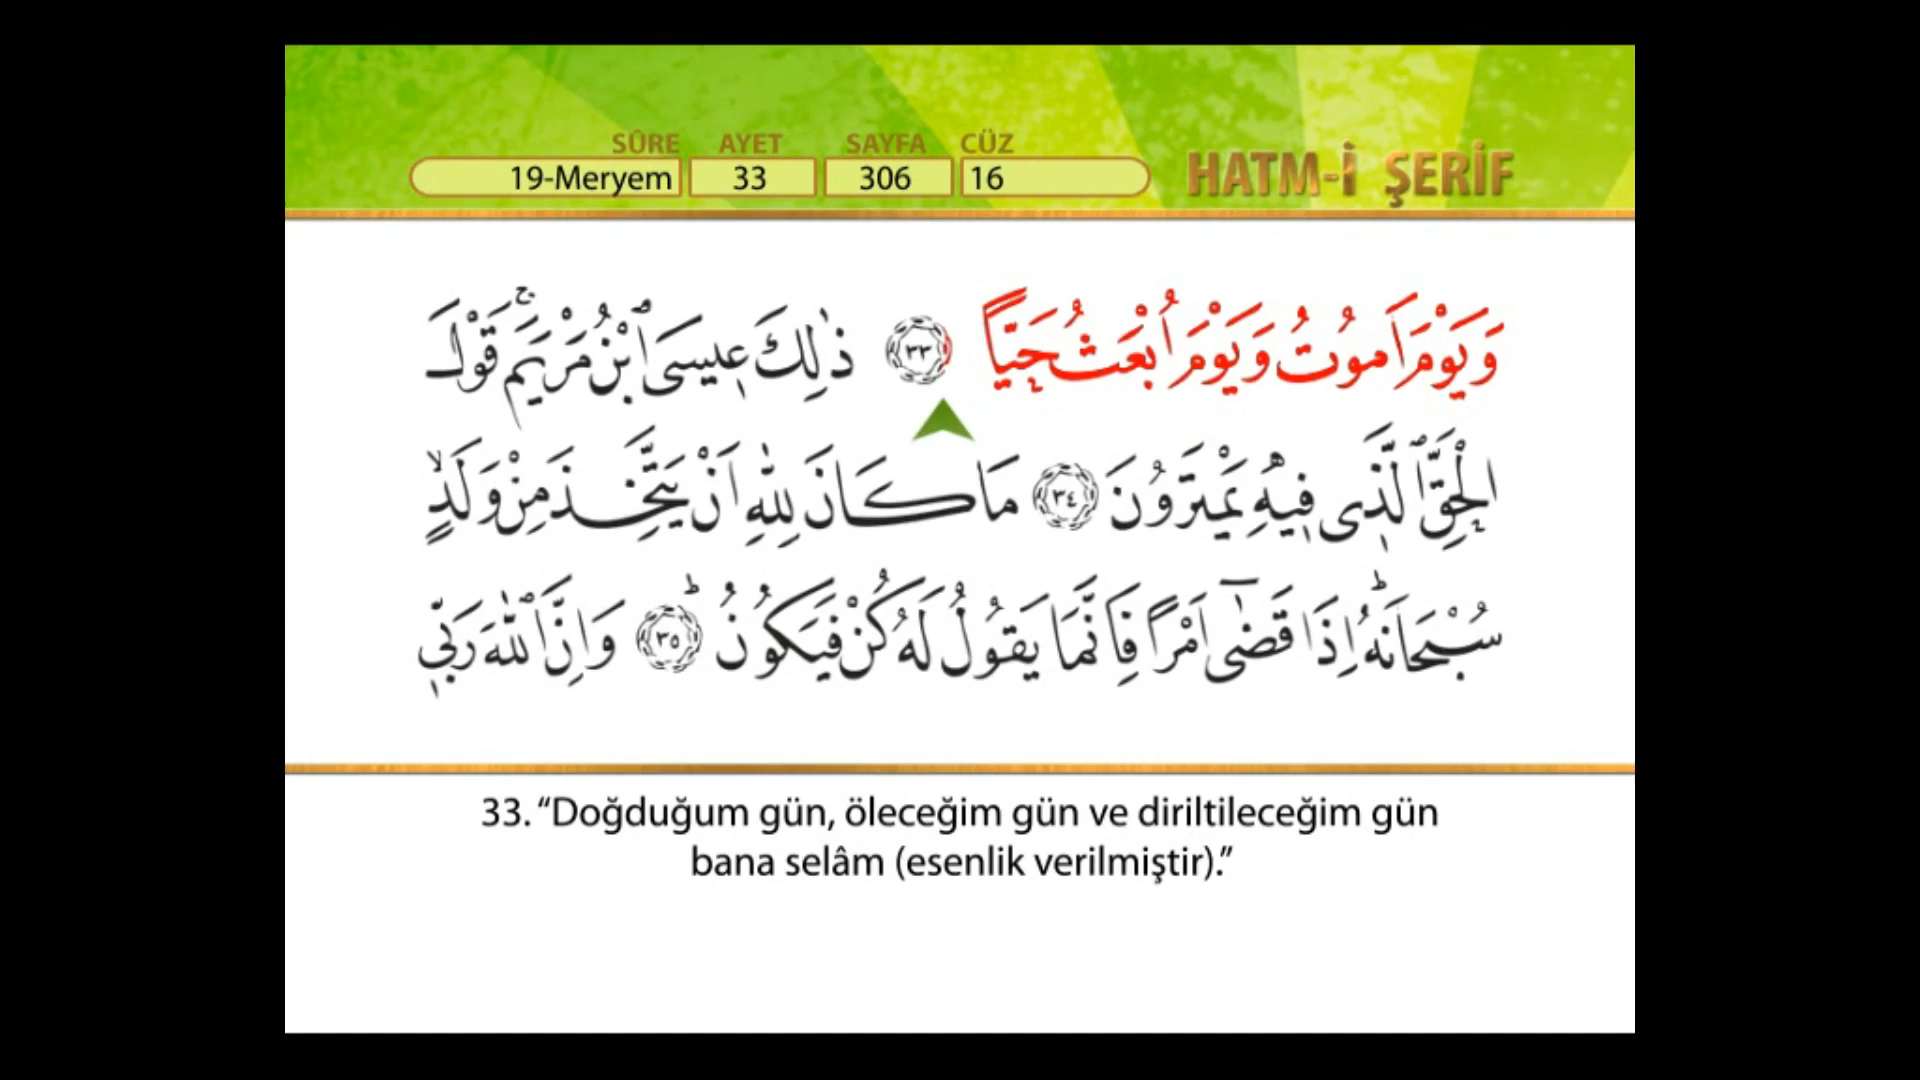 SÛRE AYET SAYFA CÜZ
19-Meryem 33 306 16 HATM-İ ŞERİF
وَيَوْمَ اَمُوتُ وَيَوْمَ اُبْعَثُ حَيًّا ﴿٣٣﴾ ذٰلِكَ عٖيسَى ابْنُ مَرْيَمَۚ قَوْلَ
الْحَقِّ الَّذٖى فٖيهِ يَمْتَرُونَ ﴿٣٤﴾ مَا كَانَ لِلّٰهِ اَنْ يَتَّخِذَ مِنْ وَلَدٍۙ
سُبْحَانَهُؕ اِذَا قَضٰٓى اَمْرًا فَاِنَّمَا يَقُولُ لَهُ كُنْ فَيَكُونُؕ ﴿٣٥﴾ وَاِنَّ اللّٰهَ رَبّٖى
33. “Doğduğum gün, öleceğim gün ve diriltileceğim gün
bana selâm (esenlik verilmiştir).”